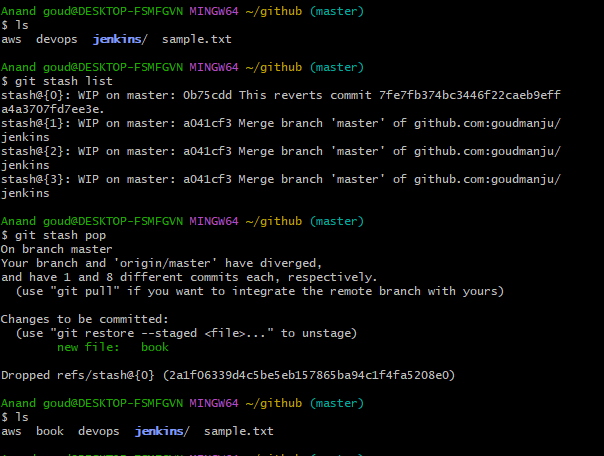 Anand goud@DESKTOP-FSMFGVN MINGW64 ~/github (master)
$ ls
aws  devops  jenkins/  sample.txt
Anand goud@DESKTOP-FSMFGVN MINGW64 ~/github (master)
$ git stash list
stash@{0}: WIP on master: 0b75cdd This reverts commit 7fe7fb374bc3446f22caeb9eff
a4a3707fd7ee3e.
stash@{1}: WIP on master: a041cf3 Merge branch 'master' of github.com:goudmanju/
jenkins
stash@{2}: WIP on master: a041cf3 Merge branch 'master' of github.com:goudmanju/
jenkins
stash@{3}: WIP on master: a041cf3 Merge branch 'master' of github.com:goudmanju/
jenkins
Anand goud@DESKTOP-FSMFGVN MINGW64 ~/github (master)
$ git stash pop
On branch master
Your branch and 'origin/master' have diverged,
and have 1 and 8 different commits each, respectively.
  (use "git pull" if you want to integrate the remote branch with yours)
Changes to be committed:
  (use "git restore --staged <file>..." to unstage)
        new file:   book
Dropped refs/stash@{0} (2a1f06339d4c5be5eb157865ba94c1f4fa5208e0)
Anand goud@DESKTOP-FSMFGVN MINGW64 ~/github (master)
$ ls
aws  book  devops  jenkins/  sample.txt